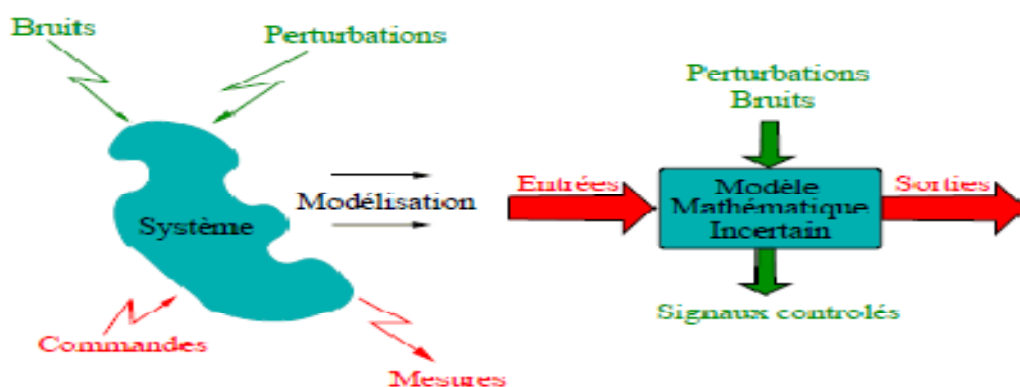 Bruits
Perturbations
Système
Commandes
Mesures
Modélisation
Perturbations
Bruits
Entrées
Modèle
Mathématique
Incertain
Sorties
Signaux controlés